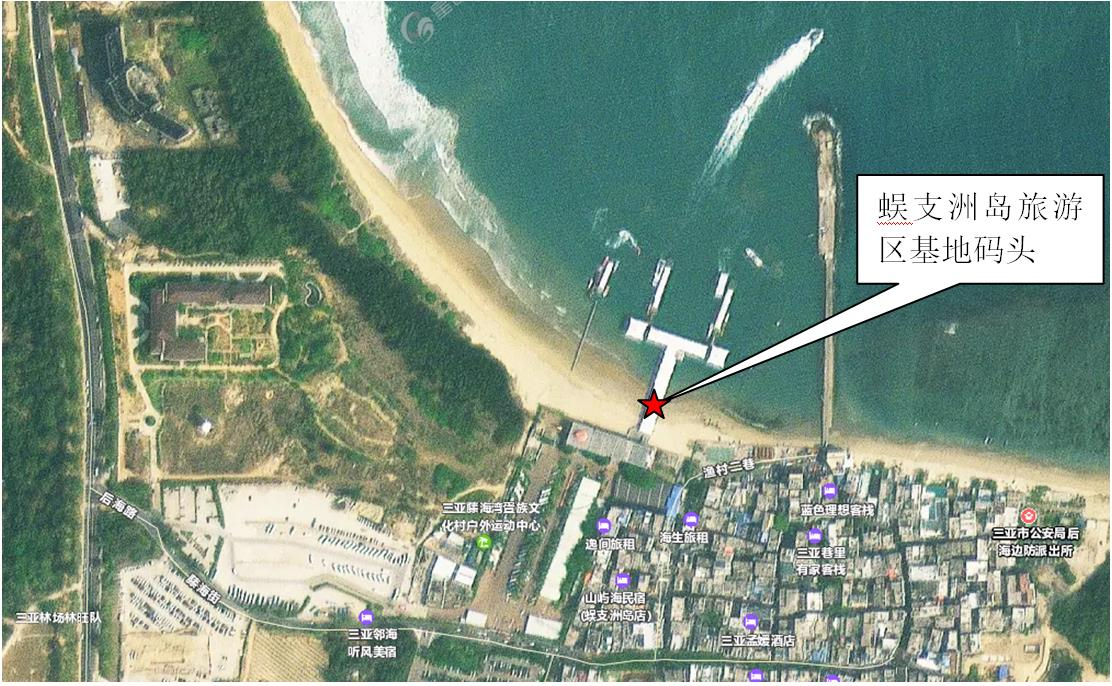 蜈支洲岛旅游
区基地码头
渔村二巷
蓝色理想客栈
后海路
三亚藤海湾疍族文
化村户外运动中心
逸间旅租
海生旅租
三亚巷里
有家客栈
三亚市公安局后
海边防派出所
藤海街
山屿海民宿
(蜈支洲岛店)
三亚林场林旺队
三亚邻海
听风美宿
三亚孟媛酒店